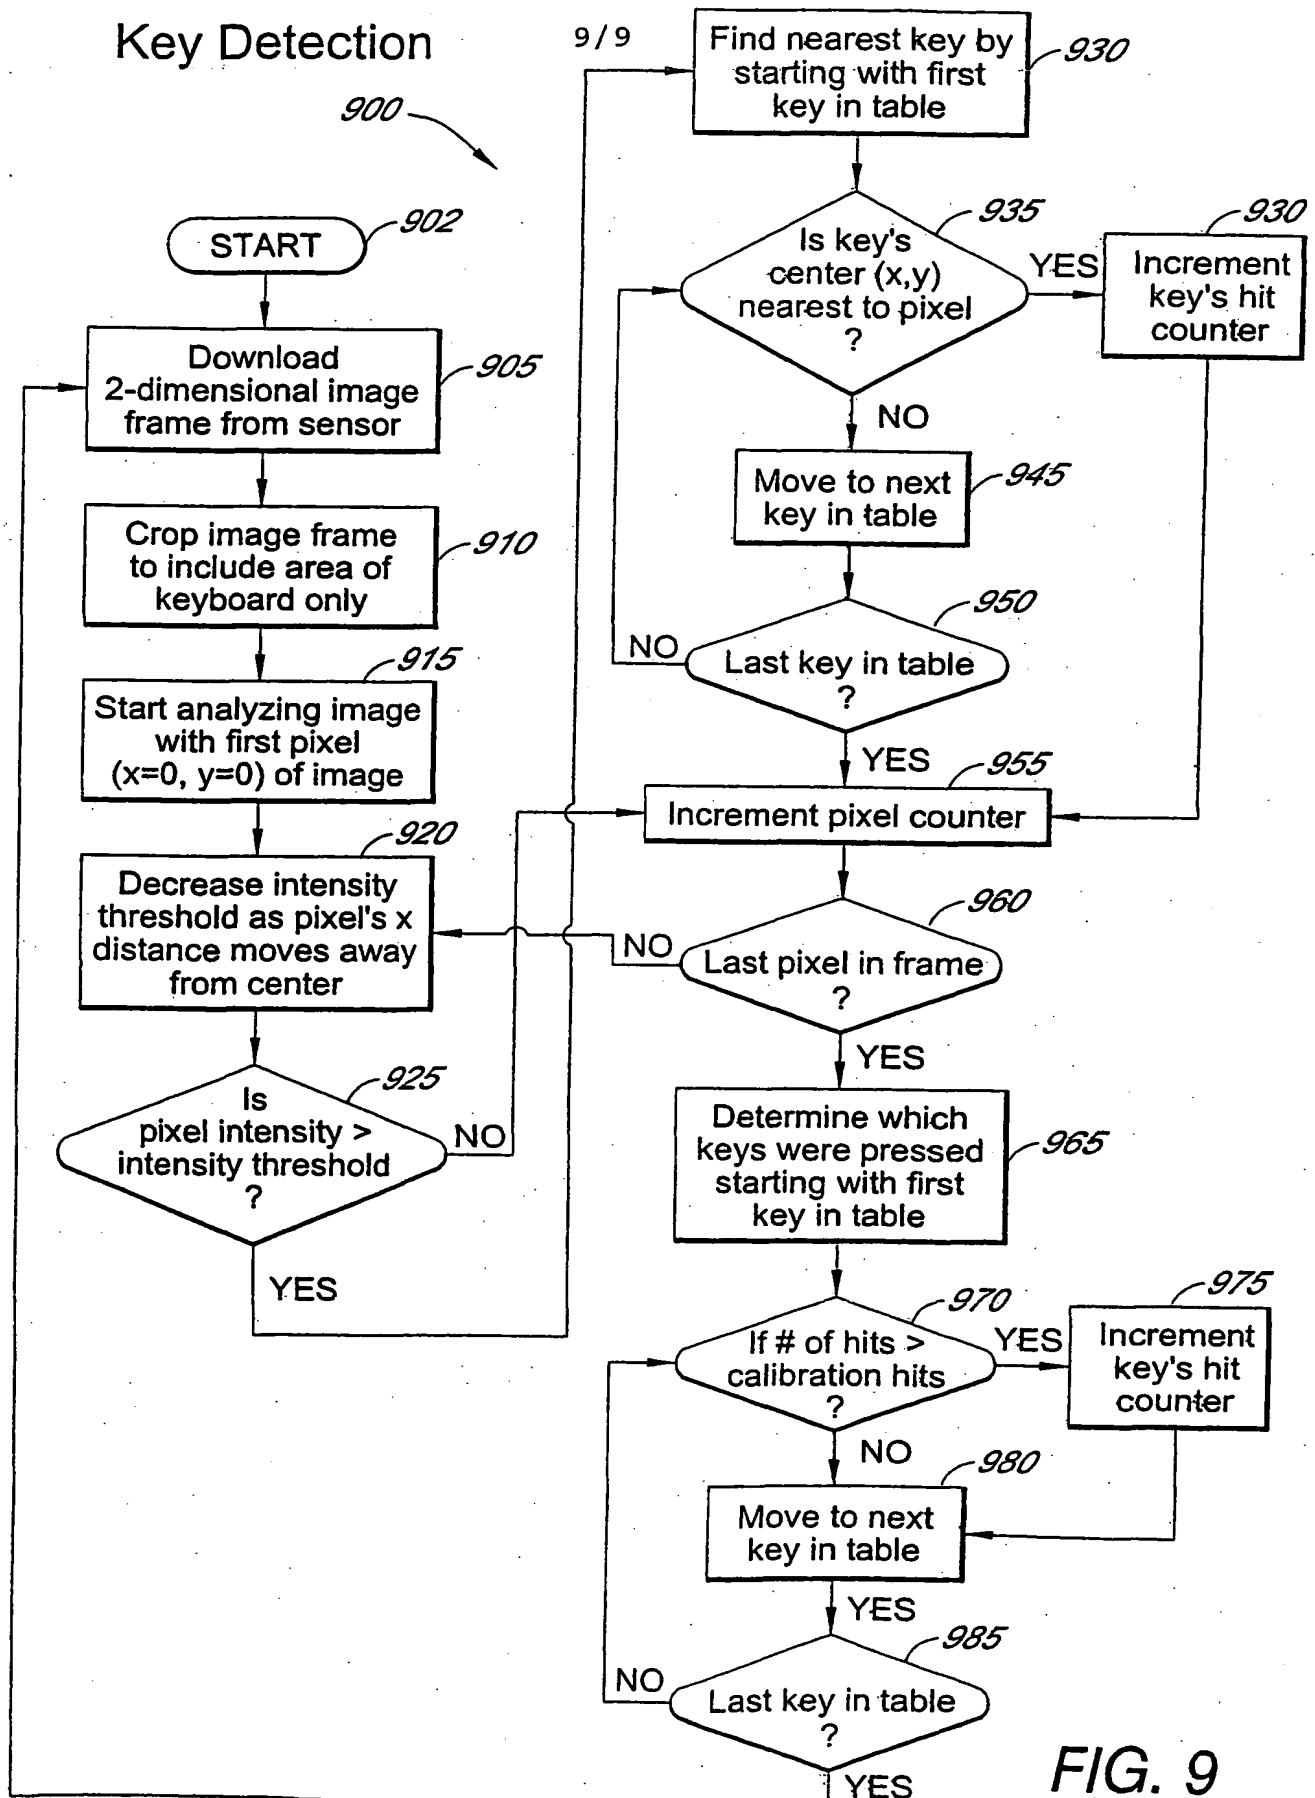 Key Detection
9/9
900
START
902
Download
2-dimensional image
frame from sensor
905
Crop image frame
to include area of
keyboard only
910
915
Start analyzing image
with first pixel
(x=0, y=0) of image
920
Decrease intensity
threshold as pixel's x
distance moves away
from center
925
Is
pixel intensity >
intensity threshold
?
NO
YES
Find nearest key by
starting with first
key in table
930
935
Is key's
center (x,y)
nearest to pixel
?
YES
930
Increment
key's hit
counter
NO
Move to next
key in table
945
950
Last key in table
?
NO
YES
955
Increment pixel counter
960
Last pixel in frame
?
NO
YES
Determine which
keys were pressed
starting with first
key in table
965
970
If # of hits >
calibration hits
?
YES
975
Increment
key's hit
counter
NO
980
Move to next
key in table
YES
985
Last key in table
?
NO
YES
FIG. 9